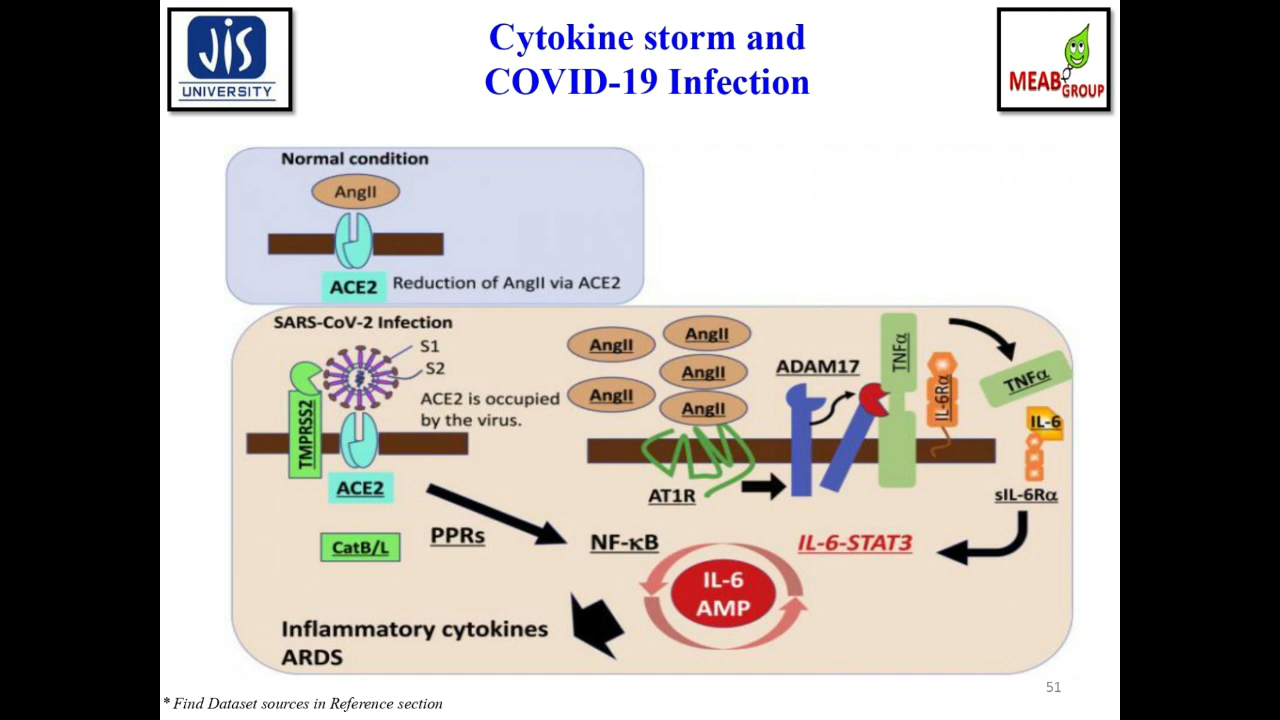 JIS
UNIVERSITY
Cytokine storm and
COVID-19 Infection
MEAB GROUP
Normal condition
AngII
ACE2
Reduction of AngII via ACE2
SARS-CoV-2 Infection
S1
S2
ACE2 is occupied
by the virus.
TMPRSS2
ACE2
CatB/L
PPRs
AngII
AngII
AngII
AngII
AngII
AT1R
ADAM17
TNFα
IL-6Rα
TNFα
IL-6
sIL-6Rα
NF-κB
IL-6-STAT3
IL-6
AMP
Inflammatory cytokines
ARDS
51
* Find Dataset sources in Reference section